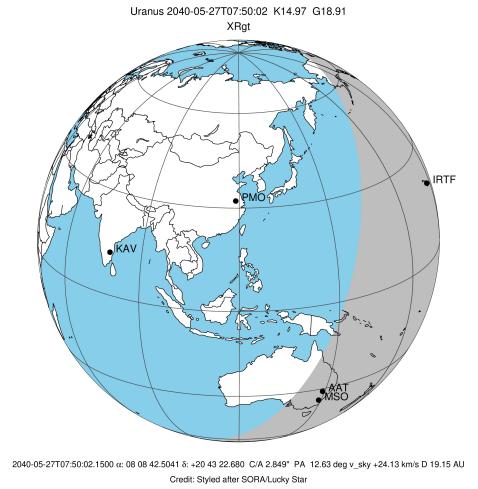 Uranus 2040-05-27T07:50:02 K14.97 G18.91
XRgt
IRTF
PMO
KAV
AAT
MSO
2040-05-27T07:50:02.1500 α: 08 08 42.5041 δ: +20 43 22.680 C/A 2.849" PA 12.63 deg v_sky +24.13 km/s D 19.15 AU
Credit: Styled after SORA/Lucky Star